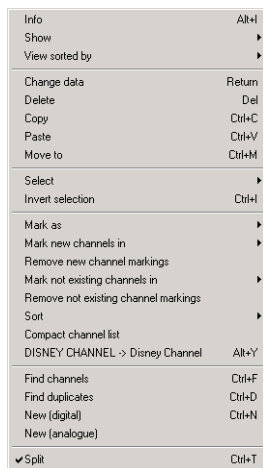 Info Alt+I
Show
View sorted by
Change data Return
Delete Del
Copy Ctrl+C
Paste Ctrl+V
Move to Ctrl+M
Select
Invert selection Ctrl+I
Mark as
Mark new channels in
Remove new channel markings
Mark not existing channels in
Remove not existing channel markings
Sort
Compact channel list
DISNEY CHANNEL -> Disney Channel Alt+Y
Find channels Ctrl+F
Find duplicates Ctrl+D
New (digital) Ctrl+N
New (analogue)
Split Ctrl+T